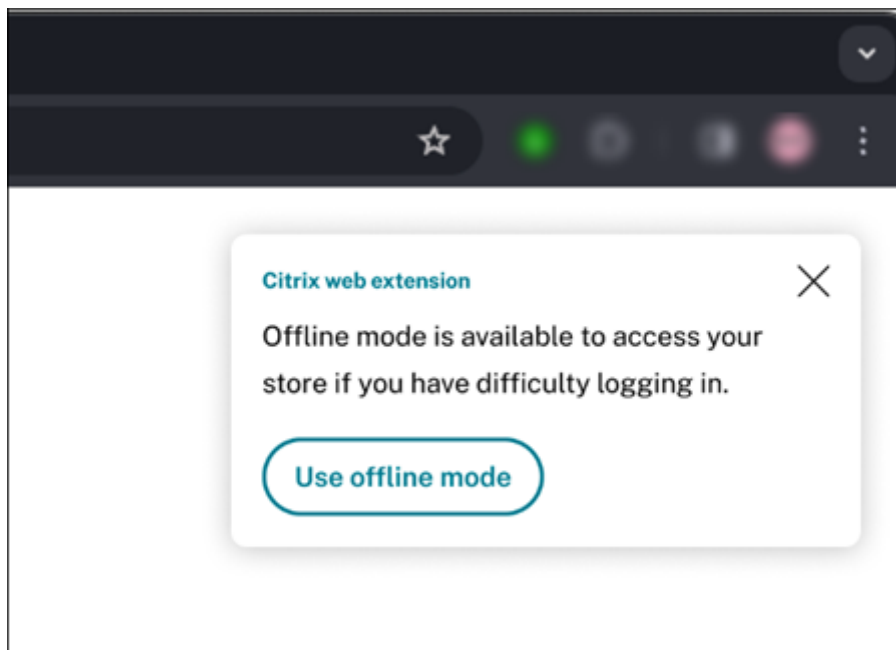 Citrix web extension
Offline mode is available to access your
store if you have difficulty logging in.
Use offline mode